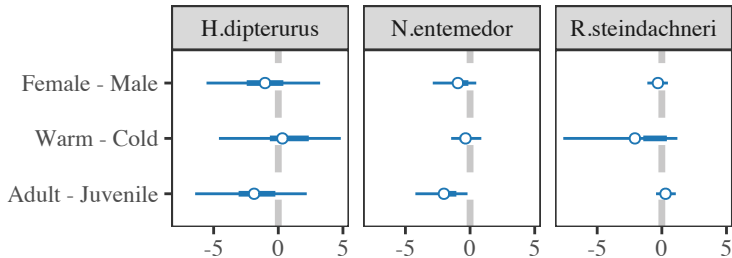 H.dipterurus N.entemedor R.steindachneri
Female - Male
Warm - Cold
Adult - Juvenile
-5 0 5 -5 0 5 -5 0 5